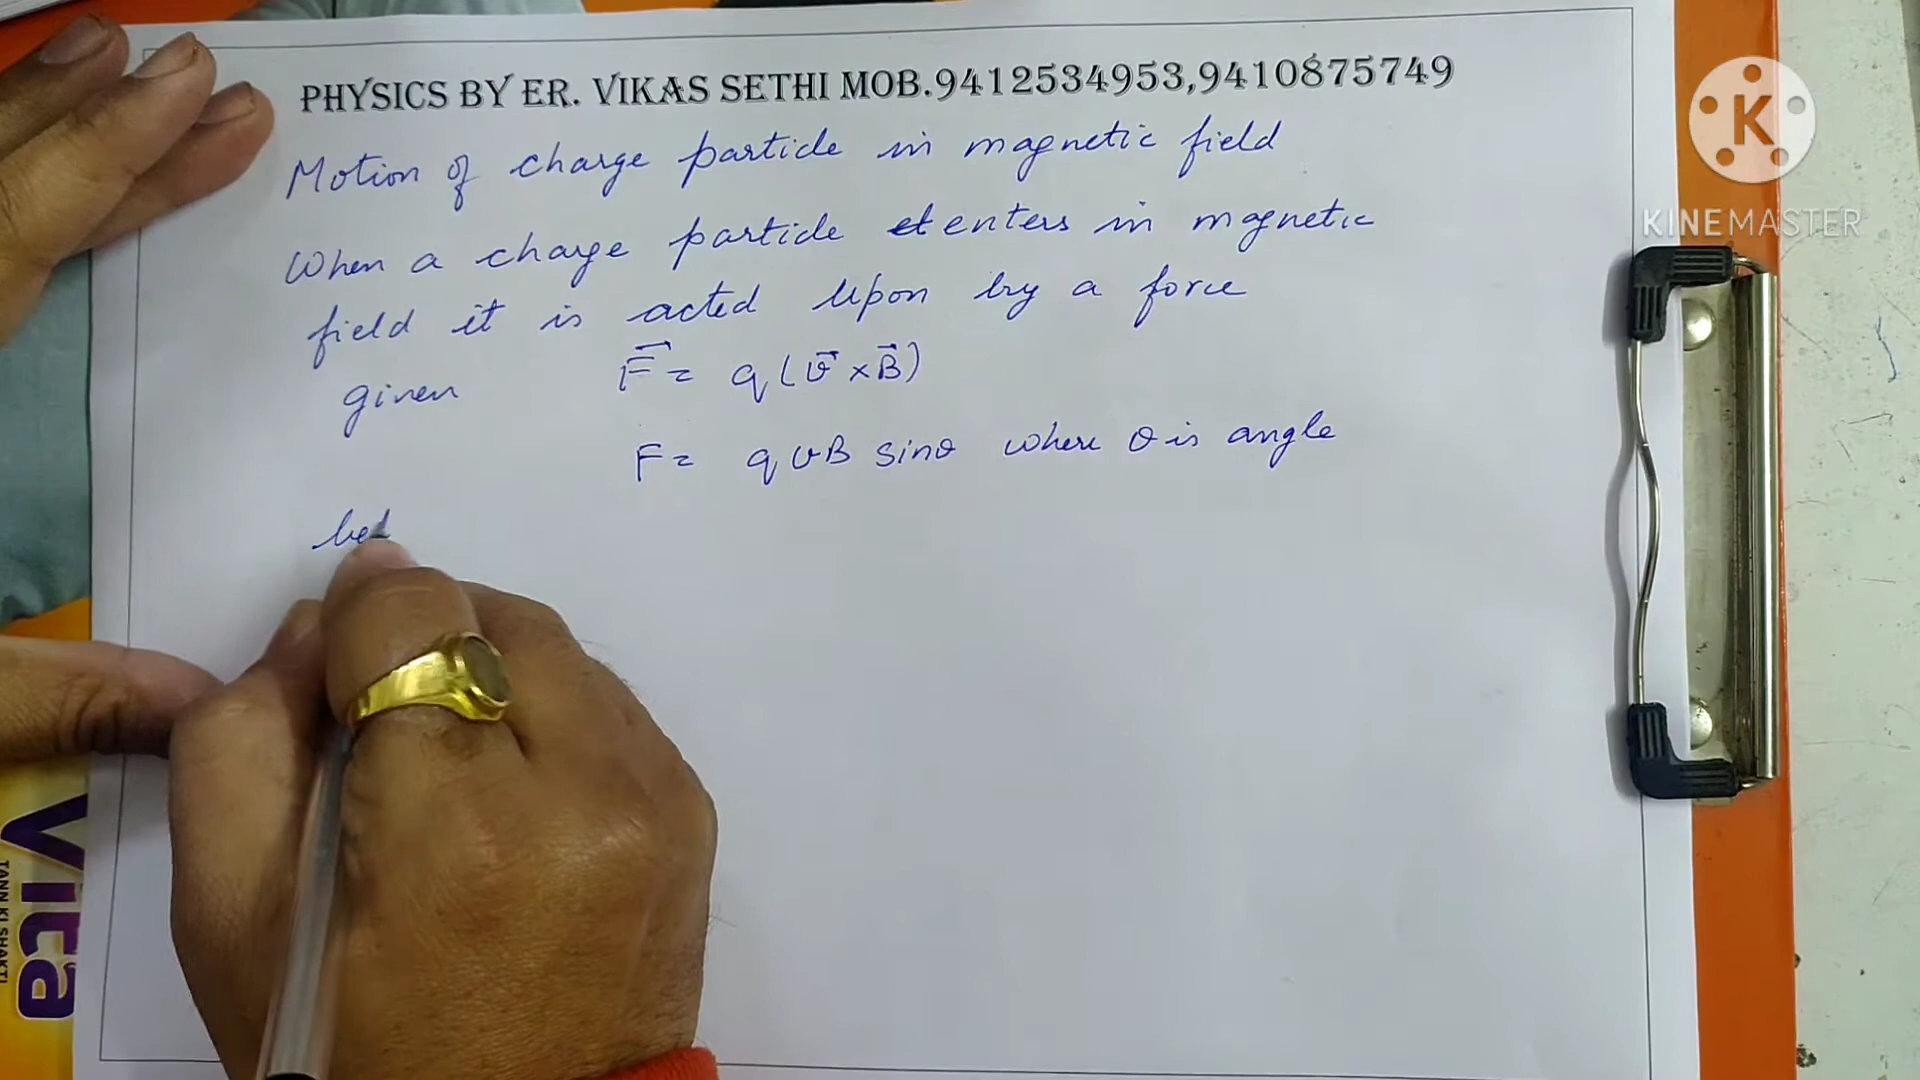 PHYSICS BY ER. VIKAS SETHI MOB.9412534953,9410875749
KINEMASTER
Motion of charge particle in magnetic field
When a charge particle et enters in magnetic
field it is acted upon by a force
given F⃗ = q(v⃗ × B⃗)
F = qvB sinθ where θ is angle
bet
Vita
TANN KI SHAKTI